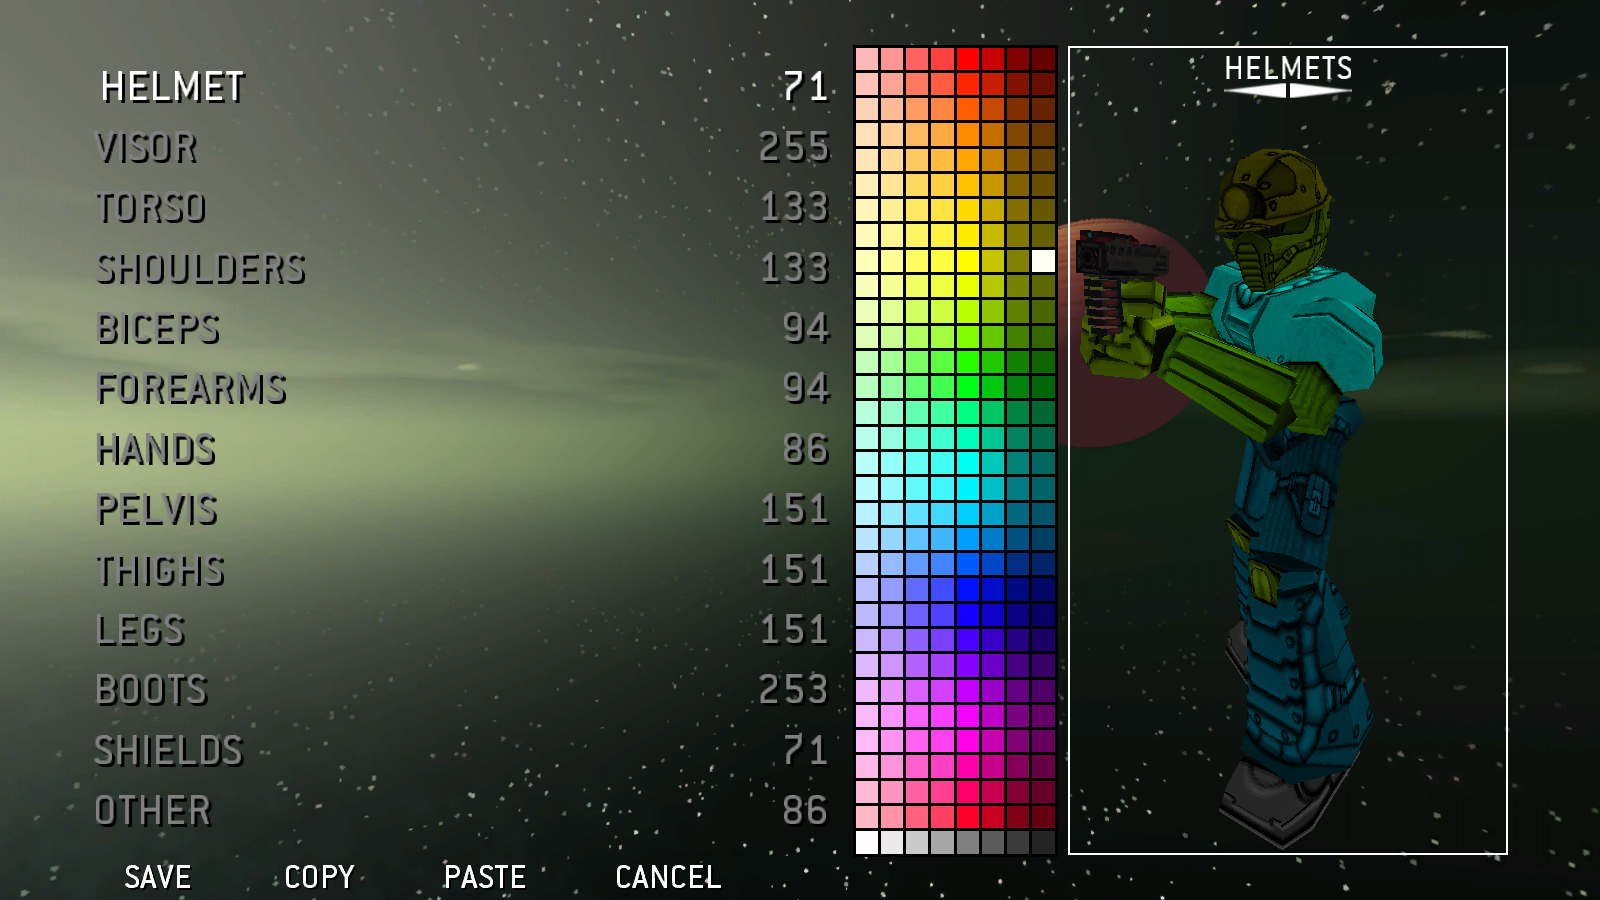 HELMET 71
VISOR 255
TORSO 133
SHOULDERS 133
BICEPS 94
FOREARMS 94
HANDS 86
PELVIS 151
THIGHS 151
LEGS 151
BOOTS 253
SHIELDS 71
OTHER 86
SAVE COPY PASTE CANCEL
HELMETS